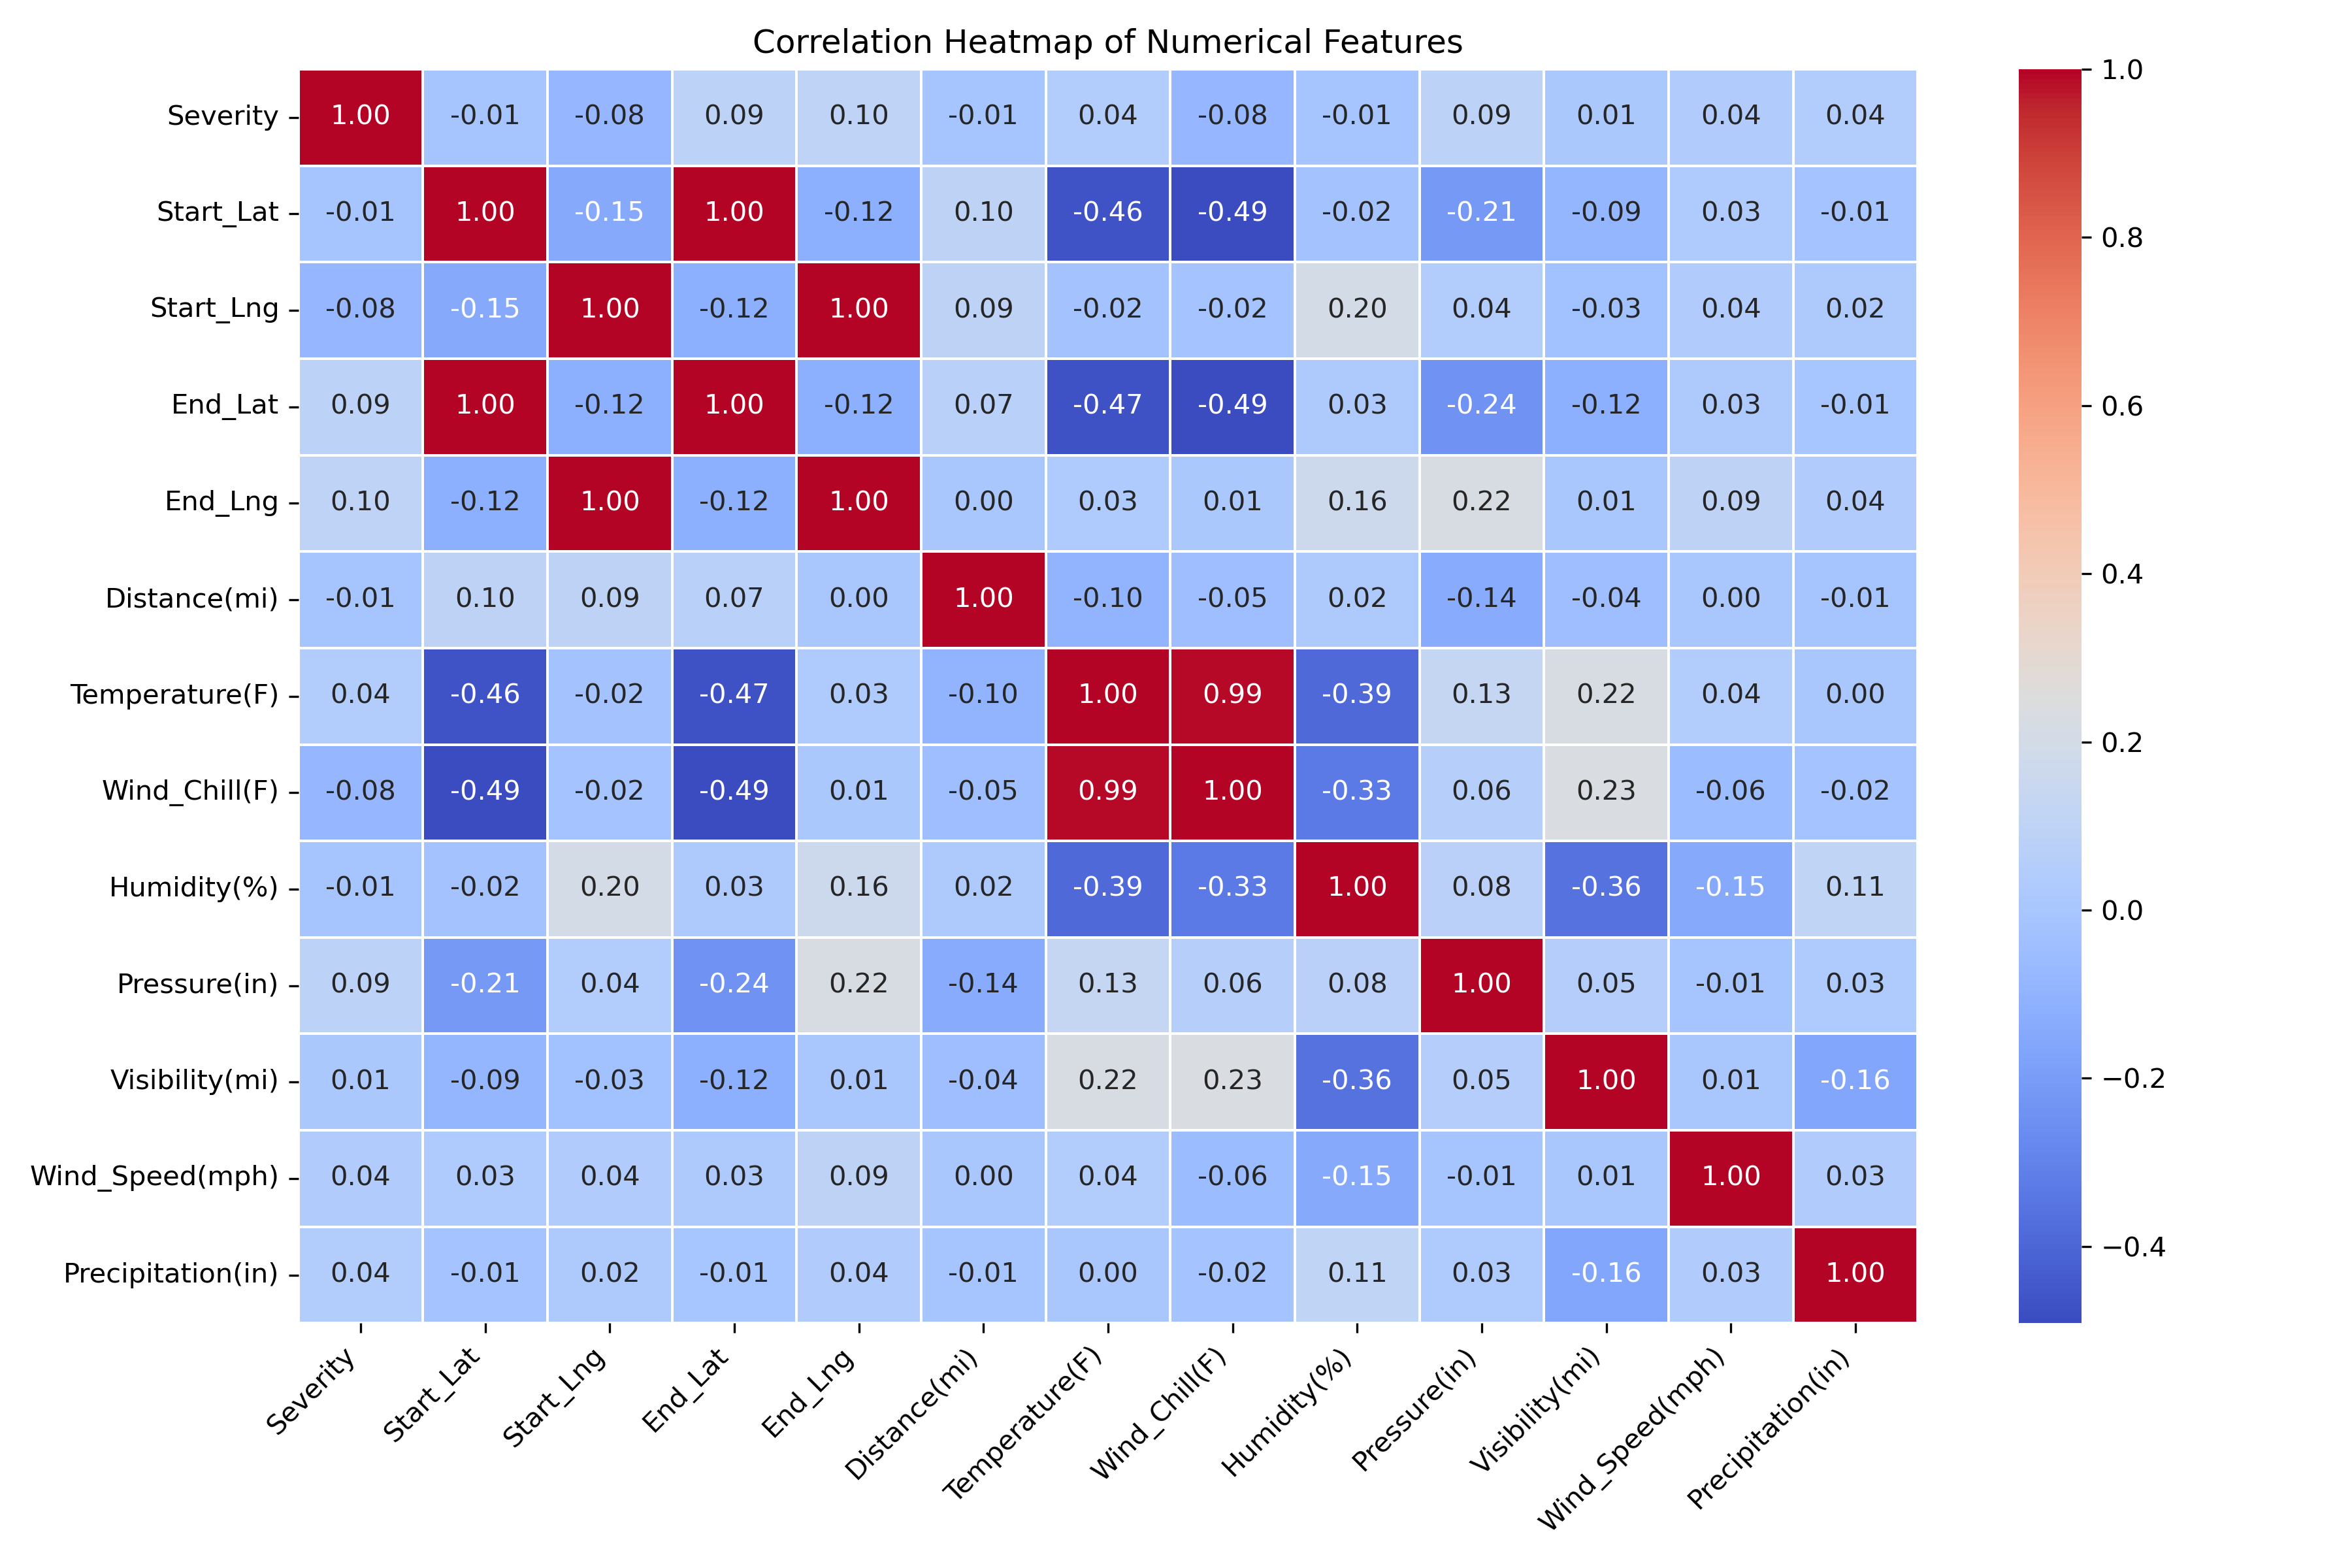 Correlation Heatmap of Numerical Features
Severity 1.00 -0.01 -0.08 0.09 0.10 -0.01 0.04 -0.08 -0.01 0.09 0.01 0.04 0.04
Start_Lat -0.01 1.00 -0.15 1.00 -0.12 0.10 -0.46 -0.49 -0.02 -0.21 -0.09 0.03 -0.01
Start_Lng -0.08 -0.15 1.00 -0.12 1.00 0.09 -0.02 -0.02 0.20 0.04 -0.03 0.04 0.02
End_Lat 0.09 1.00 -0.12 1.00 -0.12 0.07 -0.47 -0.49 0.03 -0.24 -0.12 0.03 -0.01
End_Lng 0.10 -0.12 1.00 -0.12 1.00 0.00 0.03 0.01 0.16 0.22 0.01 0.09 0.04
Distance(mi) -0.01 0.10 0.09 0.07 0.00 1.00 -0.10 -0.05 0.02 -0.14 -0.04 0.00 -0.01
Temperature(F) 0.04 -0.46 -0.02 -0.47 0.03 -0.10 1.00 0.99 -0.39 0.13 0.22 0.04 0.00
Wind_Chill(F) -0.08 -0.49 -0.02 -0.49 0.01 -0.05 0.99 1.00 -0.33 0.06 0.23 -0.06 -0.02
Humidity(%) -0.01 -0.02 0.20 0.03 0.16 0.02 -0.39 -0.33 1.00 0.08 -0.36 -0.15 0.11
Pressure(in) 0.09 -0.21 0.04 -0.24 0.22 -0.14 0.13 0.06 0.08 1.00 0.05 -0.01 0.03
Visibility(mi) 0.01 -0.09 -0.03 -0.12 0.01 -0.04 0.22 0.23 -0.36 0.05 1.00 0.01 -0.16
Wind_Speed(mph) 0.04 0.03 0.04 0.03 0.09 0.00 0.04 -0.06 -0.15 -0.01 0.01 1.00 0.03
Precipitation(in) 0.04 -0.01 0.02 -0.01 0.04 -0.01 0.00 -0.02 0.11 0.03 -0.16 0.03 1.00
Severity Start_Lat Start_Lng End_Lat End_Lng Distance(mi) Temperature(F) Wind_Chill(F) Humidity(%) Pressure(in) Visibility(mi) Wind_Speed(mph) Precipitation(in)
1.0
0.8
0.6
0.4
0.2
0.0
−0.2
−0.4